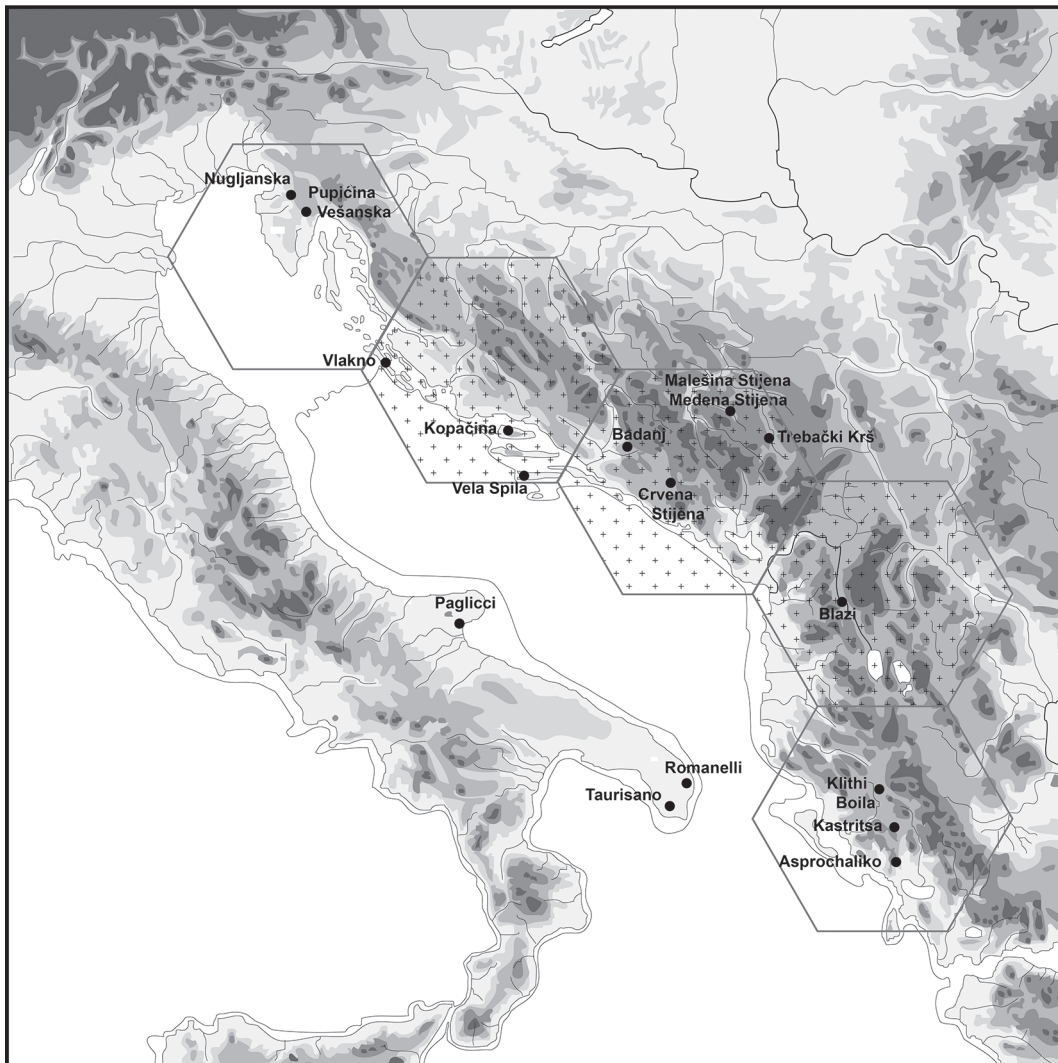 Nugljanska
Pupićina
Vešanska
Vlakno
Malešina Stijena
Medena Stijena
Kopačina
Badanj
Trebački Krš
Vela Spila
Crvena
Stijena
Paglicci
Blazi
Romanelli
Taurisano
Klithi
Boila
Kastritsa
Asprochaliko